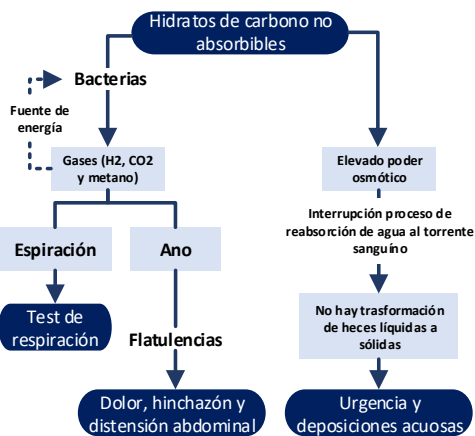 Hidratos de carbono no
absorbibles
Bacterias
Fuente de
energía
Gases (H2, CO2
y metano)
Elevado poder
osmótico
Interrupción proceso de
reabsorción de agua al torrente
sanguíno
Espiración
Ano
Test de
respiración
Flatulencias
No hay trasformación
de heces líquidas a
sólidas
Dolor, hinchazón y
distensión abdominal
Urgencia y
deposiciones acuosas